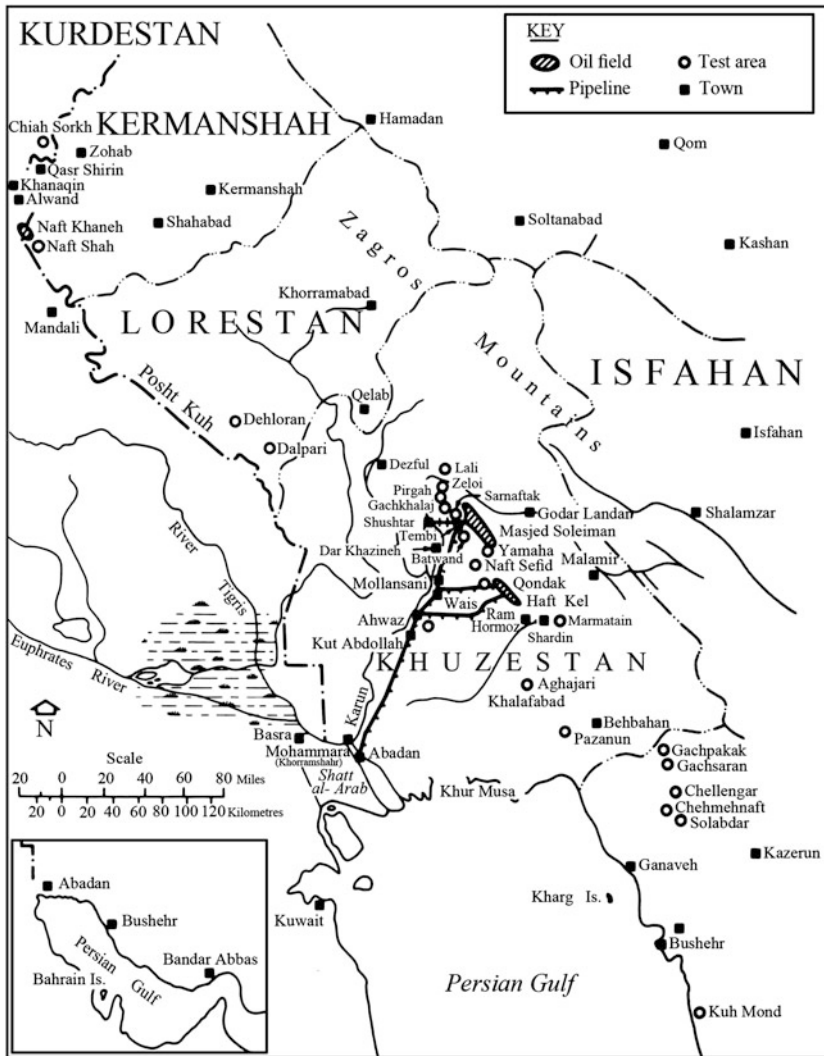 KURDESTAN
KEY
Oil field
Test area
Pipeline
Town
Chiah Sorkh
KERMANSHAH
Hamadan
Zohab
Qom
Qasr Shirin
Khanaqin
Kermanshah
Alwand
Naft Khaneh
Shahabad
Soltanabad
Naft Shah
Kashan
Zagros
Khorramabad
Mandali
LORESTAN
Mountains
ISFAHAN
Posht Kuh
Qelab
Dehloran
Isfahan
Dalpari
Dezful
Lali
Zeloi
Pirgah
Sarnaftak
Gachkhalaj
Godar Landan
Shalamzar
Shushtar
Masjed Soleiman
Tembi
Dar Khazineh
Yamaha
Batwand
Naft Sefid
Malamir
River
Tigris
Mollansani
Qondak
Wais
Haft Kel
Ahwaz
Ram
Hormoz
Marmatain
Shardin
Kut Abdollah
Euphrates
River
KHUZESTAN
Aghajari
Khalafabad
N
Karun
Behbahan
Basra
Pazanun
Mohammara
(Khorramshahr)
Abadan
Gachpakak
Gachsaran
Scale
20 0 20 40 60 80 Miles
20 0 20 40 60 80 100 120 Kilometres
Shatt
al- Arab
Khur Musa
Chellengar
Chehmehnaft
Solabdar
Kazerun
Ganaveh
Kharg Is.
Kuwait
Bushehr
Persian Gulf
Kuh Mond
Abadan
Bushehr
Bandar Abbas
Persian
Gulf
Bahrain Is.